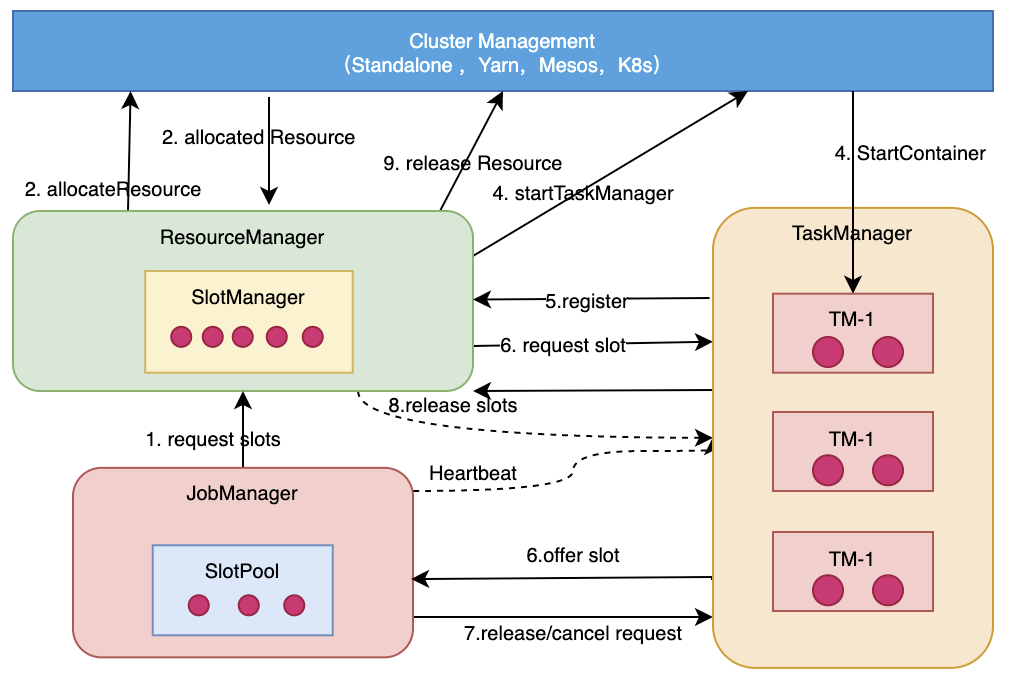 Cluster Management
（Standalone ，Yarn，Mesos，K8s）
2. allocated Resource
4. StartContainer
9. release Resource
2. allocateResource
4. startTaskManager
ResourceManager
TaskManager
SlotManager
5.register
TM-1
6. request slot
8.release slots
1. request slots
TM-1
Heartbeat
JobManager
6.offer slot
TM-1
SlotPool
7.release/cancel request